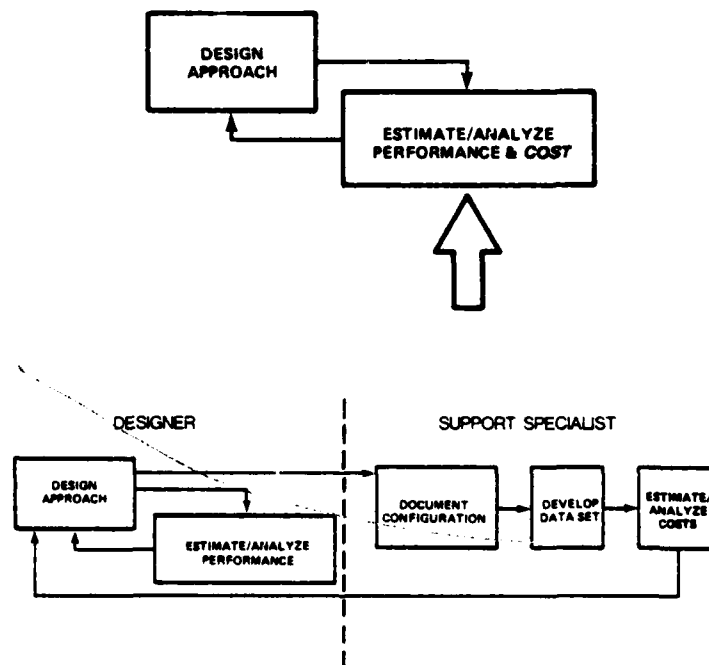 DESIGN
APPROACH
ESTIMATE/ANALYZE
PERFORMANCE & COST
DESIGNER
SUPPORT SPECIALIST
DESIGN
APPROACH
ESTIMATE/ANALYZE
PERFORMANCE
DOCUMENT
CONFIGURATION
DEVELOP
DATA SET
ESTIMATE/
ANALYZE
COSTS